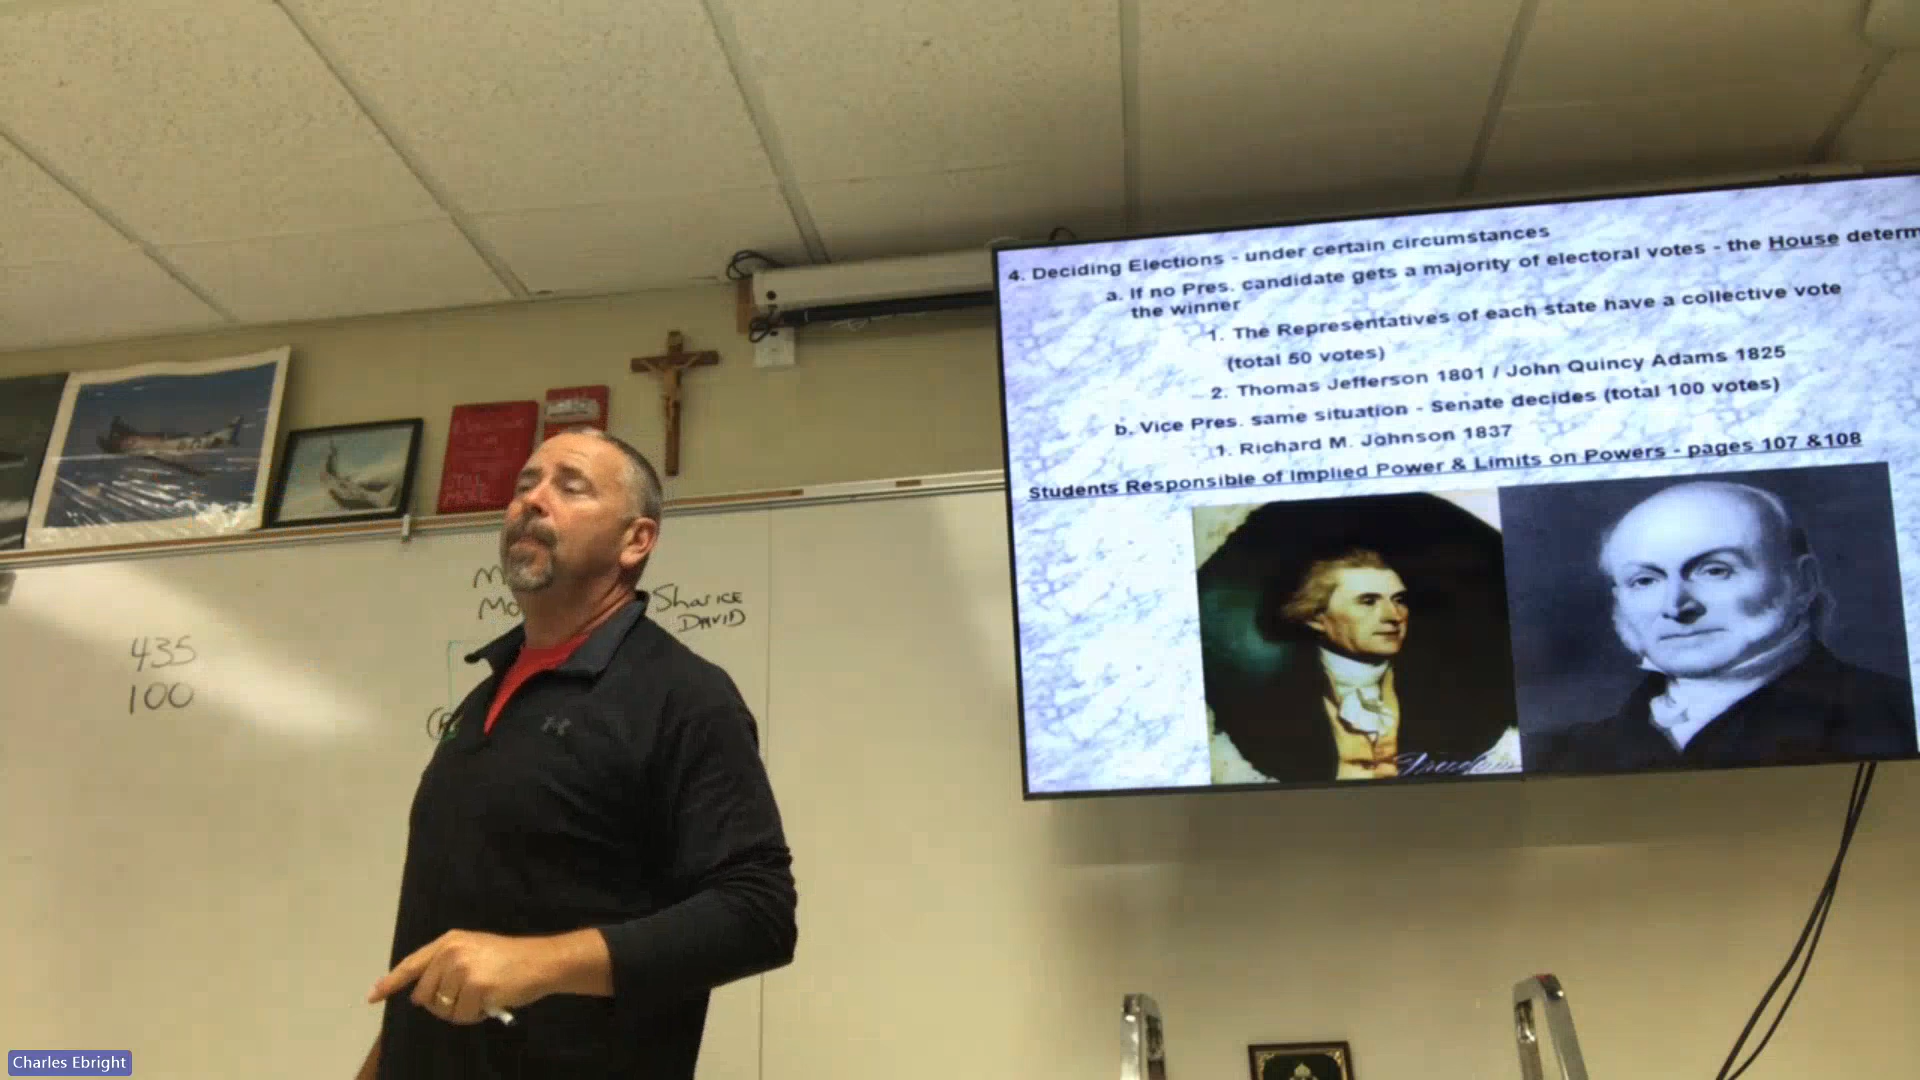 4. Deciding Elections - under certain circumstances
a. If no Pres. candidate gets a majority of electoral votes - the House determ
the winner
1. The Representatives of each state have a collective vote
(total 50 votes)
2. Thomas Jefferson 1801 / John Quincy Adams 1825
b. Vice Pres. same situation - Senate decides (total 100 votes)
1. Richard M. Johnson 1837
Students Responsible of Implied Power & Limits on Powers - pages 107 &108
Sharice
David
435
100
STILL
MORE
Charles Ebright